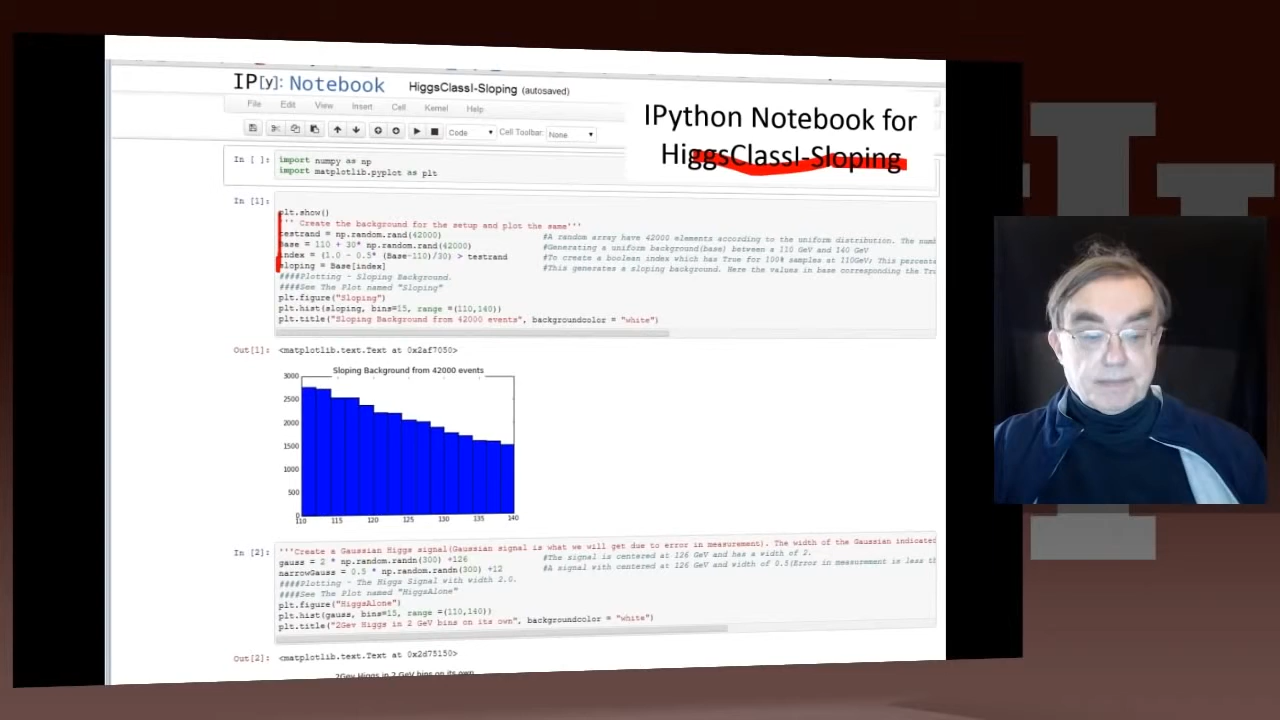 IP[y]: Notebook HiggsClassI-Sloping (autosaved)
File Edit View Insert Cell Kernel Help
Code Cell Toolbar: None
IPython Notebook for
HiggsClassI-Sloping
In [ ]: import numpy as np
import matplotlib.pyplot as plt
In [1]:
plt.show()
''' Create the background for the setup and plot the same'''
testrand = np.random.rand(42000) #A random array have 42000 elements according to the uniform distribution. The num
Base = 110 + 30* np.random.rand(42000) #Generating a uniform background(base) between a 110 GeV and 140 GeV
index = (1.0 - 0.5* (Base-110)/30) > testrand #To create a boolean index which has True for 100% samples at 110GeV; This percenta
sloping = Base[index] #This generates a sloping background. Here the values in base corresponding the Tru
####Plotting - Sloping Background.
####See The Plot named "Sloping"
plt.figure("Sloping")
plt.hist(sloping, bins=15, range =(110,140))
plt.title("Sloping Background from 42000 events", backgroundcolor = "white")
Out[1]: <matplotlib.text.Text at 0x2af7050>
Sloping Background from 42000 events
3000
2500
2000
1500
1000
500
0
110 115 120 125 130 135 140
In [2]: '''Create a Gaussian Higgs signal(Gaussian signal is what we will get due to error in measurement). The width of the Gaussian indicated
gauss = 2 * np.random.randn(300) +126 #The signal is centered at 126 GeV and has a width of 2.
narrowGauss = 0.5 * np.random.randn(300) +12 #A signal with centered at 126 GeV and width of 0.5(Error in measurement is less th
####Plotting - The Higgs Signal with width 2.0.
####See The Plot named "HiggsAlone"
plt.figure("HiggsAlone")
plt.hist(gauss, bins=15, range =(110,140))
plt.title("2Gev Higgs in 2 GeV bins on its own", backgroundcolor = "white")
Out[2]: <matplotlib.text.Text at 0x2d75150>
2Gev Higgs in 2 GeV bins on its own